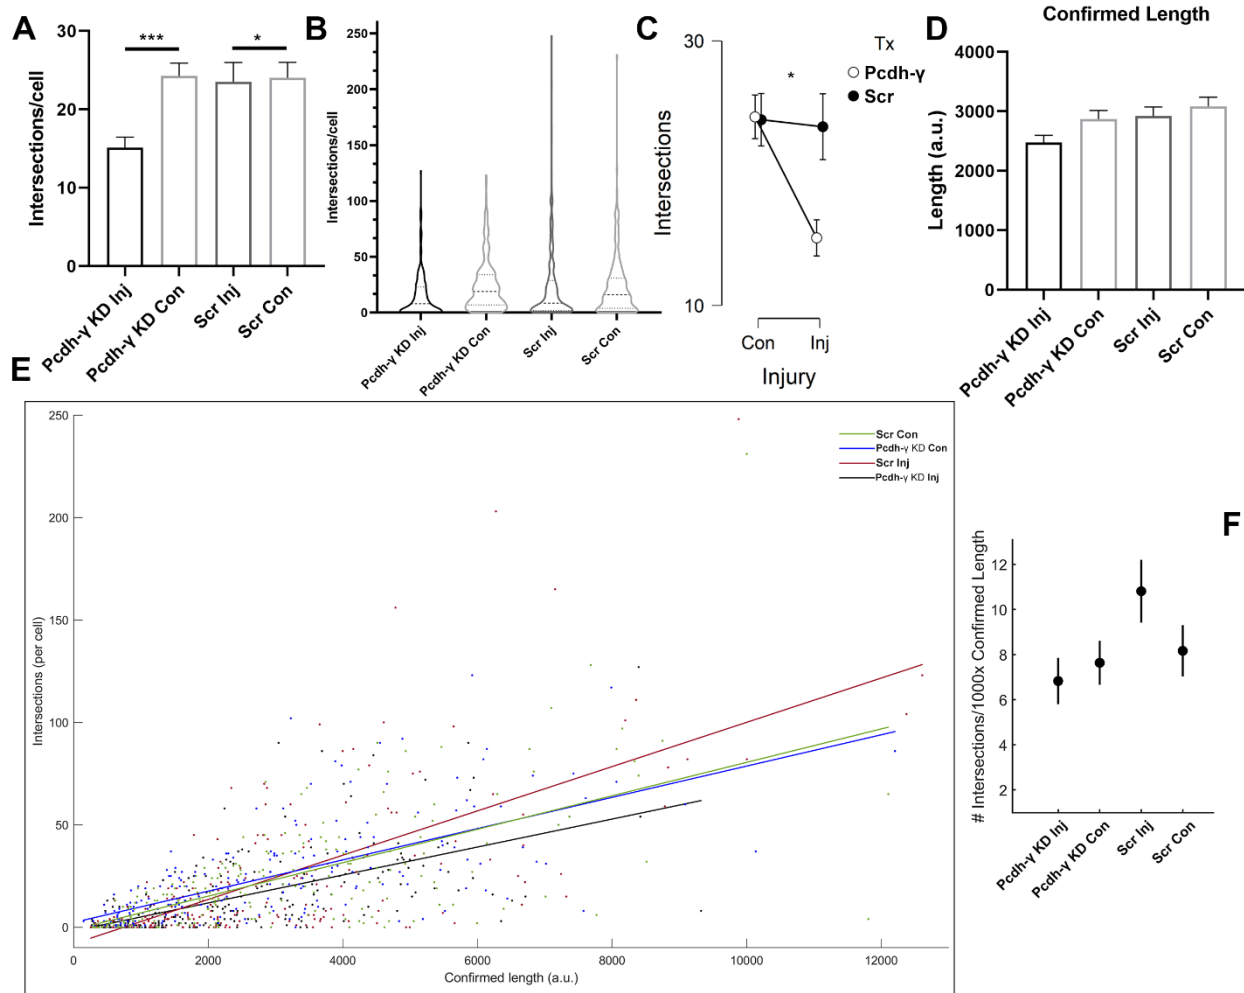 A
Intersections/cell
30
20
10
0
***
*
Pcdh-γ KD Inj
Pcdh-γ KD Con
Scr Inj
Scr Con
B
Intersections/cell
250
200
150
100
50
0
Pcdh-γ KD Inj
Pcdh-γ KD Con
Scr Inj
Scr Con
C
Intersections
30
10
Tx
Pcdh-γ
Scr
*
Con
Inj
Injury
D
Confirmed Length
Length (a.u.)
4000
3000
2000
1000
0
Pcdh-γ KD Inj
Pcdh-γ KD Con
Scr Inj
Scr Con
E
Intersections (per cell)
250
200
150
100
50
0
Scr Con
Pcdh-γ KD Con
Scr Inj
Pcdh-γ KD Inj
0
2000
4000
6000
8000
10000
12000
Confirmed length (a.u.)
F
# Intersections/1000x Confirmed Length
12
10
8
6
4
2
Pcdh-γ KD Inj
Pcdh-γ KD Con
Scr Inj
Scr Con